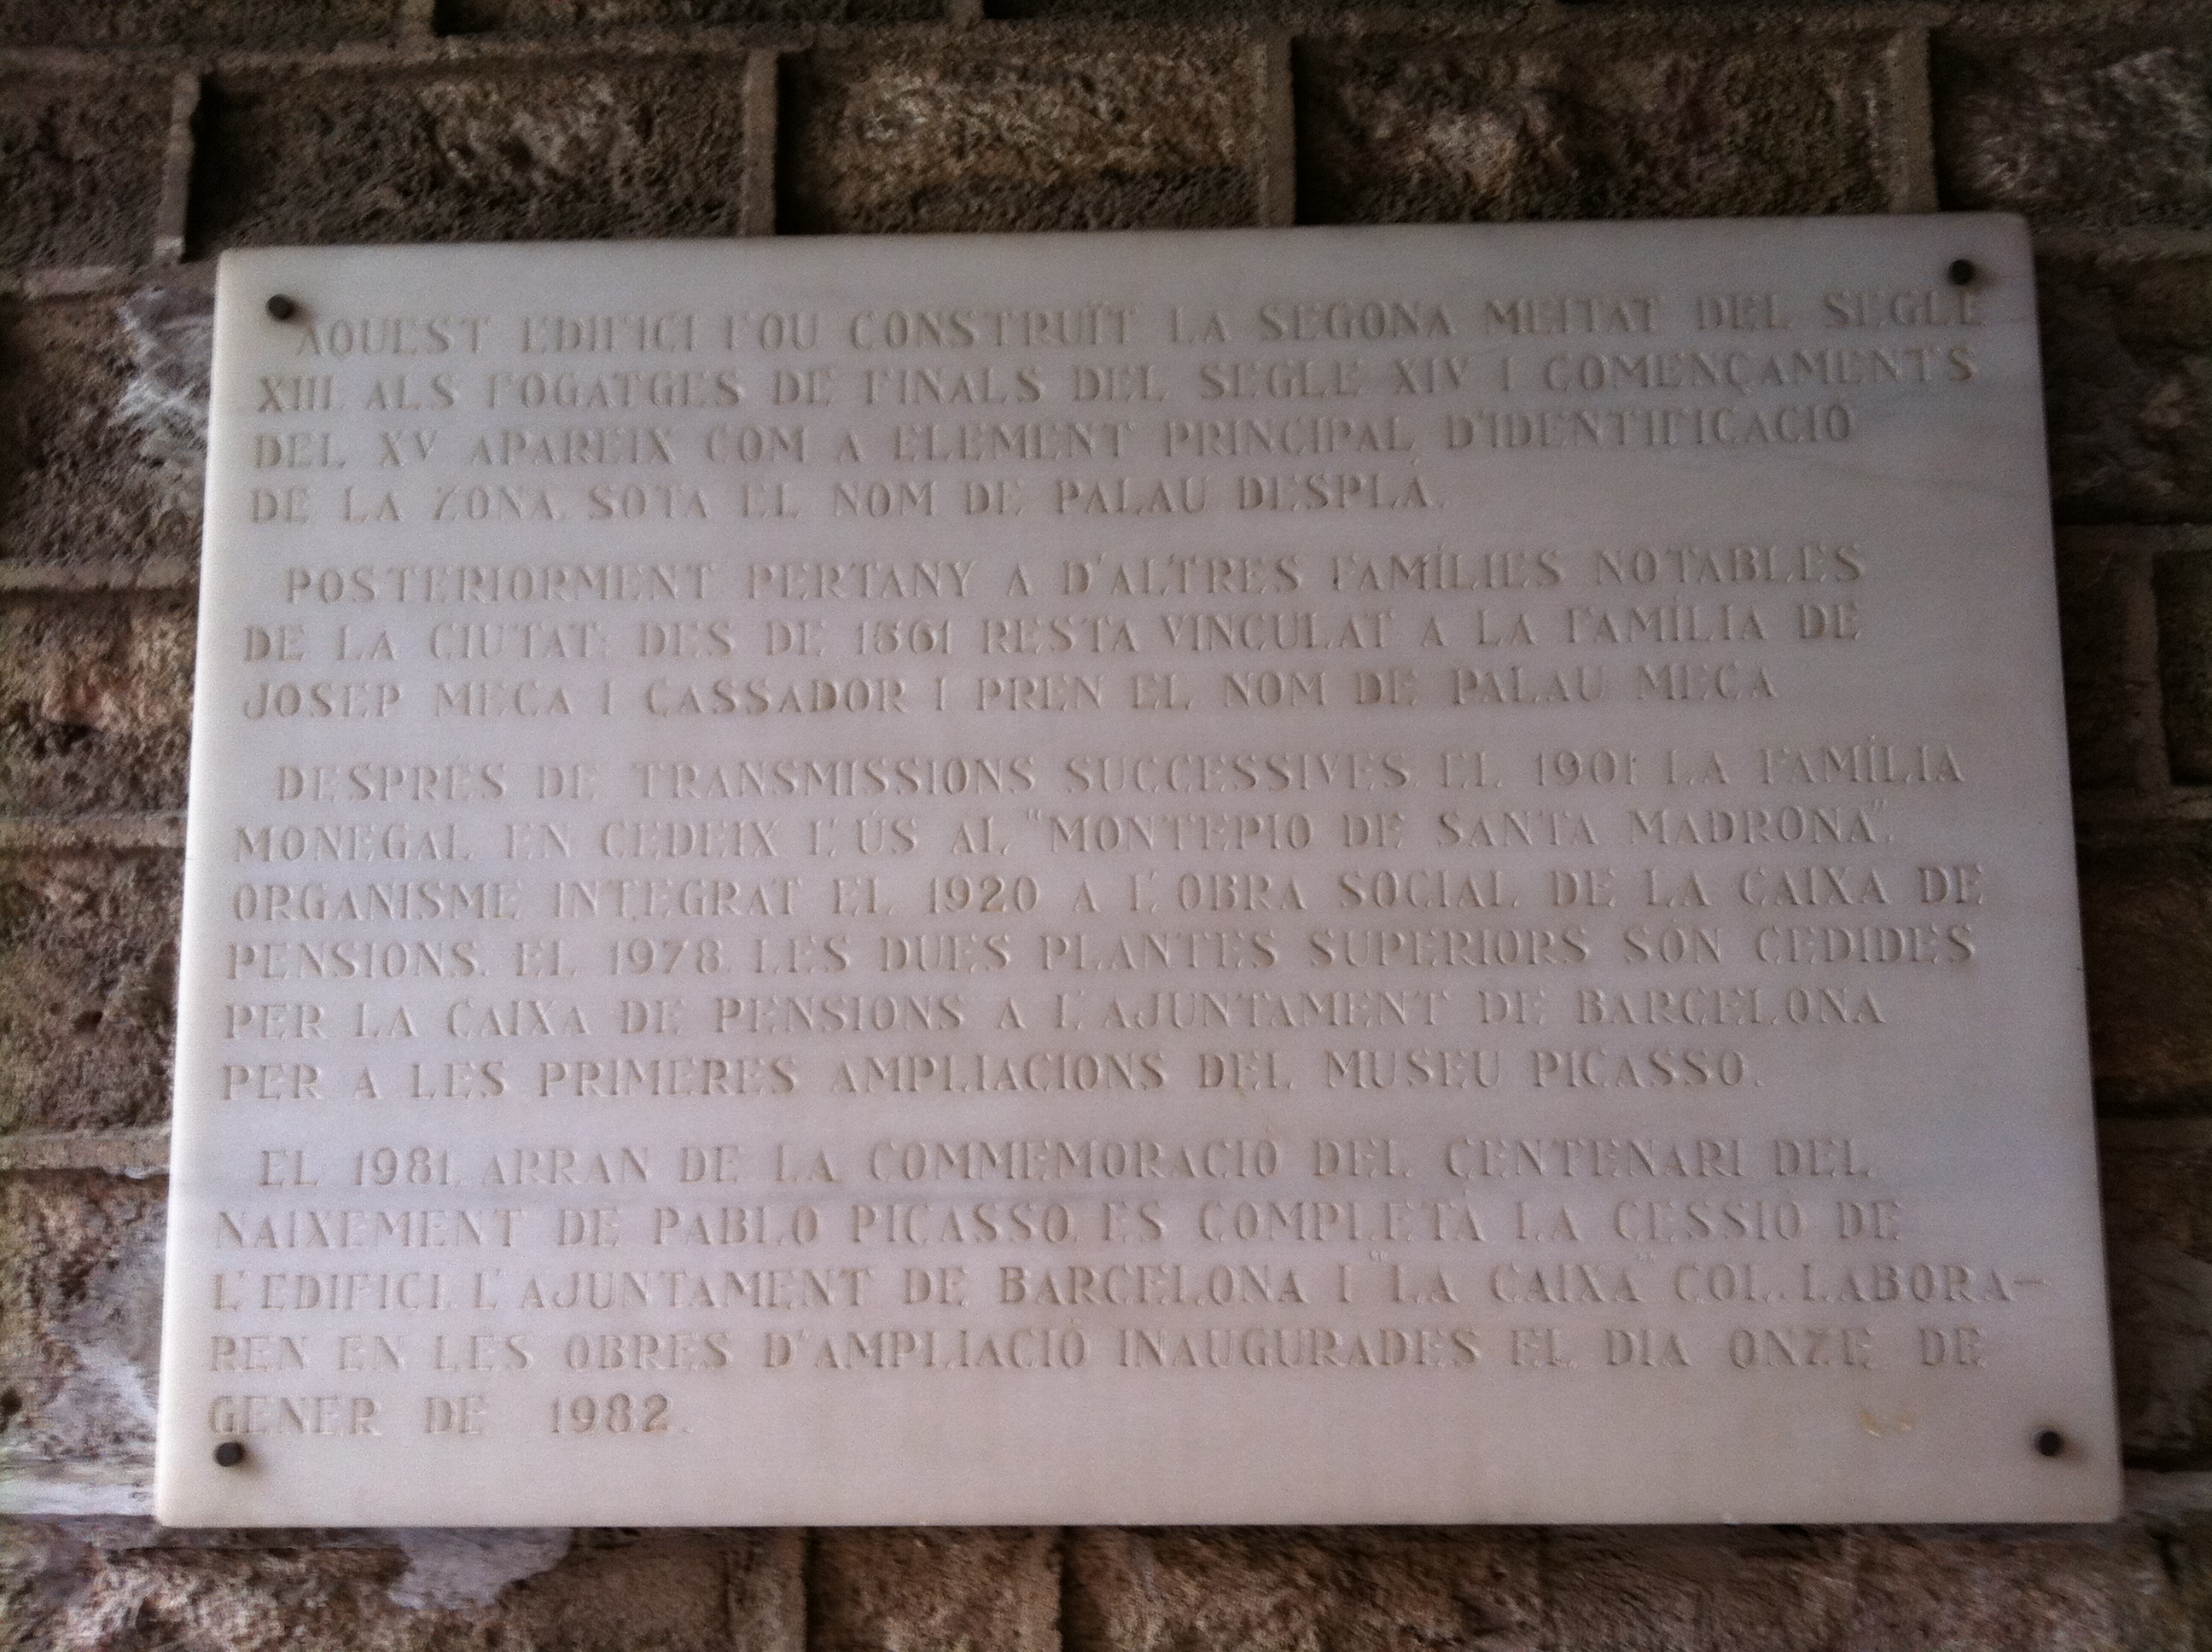 AQUEST EDIFICI FOU CONSTRUÏT LA SEGONA MEITAT DEL SEGLE
XIII. ALS FOGATGES DE FINALS DEL SEGLE XIV I COMENÇAMENTS
DEL XV APAREIX COM A ELEMENT PRINCIPAL D'IDENTIFICACIÓ
DE LA ZONA, SOTA EL NOM DE PALAU DESPLÀ.
POSTERIORMENT PERTANY A D'ALTRES FAMÍLIES NOTABLES
DE LA CIUTAT; DES DE 1561 RESTA VINCULAT A LA FAMÍLIA DE
JOSEP MECA I CASSADOR I PREN EL NOM DE PALAU MECA
DESPRÉS DE TRANSMISSIONS SUCCESSIVES, EL 1901 LA FAMÍLIA
MONEGAL EN CEDEIX L'ÚS AL "MONTEPIO DE SANTA MADRONA",
ORGANISME INTEGRAT EL 1920 A L'OBRA SOCIAL DE LA CAIXA DE
PENSIONS. EL 1978, LES DUES PLANTES SUPERIORS SÓN CEDIDES
PER LA CAIXA DE PENSIONS A L'AJUNTAMENT DE BARCELONA
PER A LES PRIMERES AMPLIACIONS DEL MUSEU PICASSO.
EL 1981, ARRAN DE LA COMMEMORACIÓ DEL CENTENARI DEL
NAIXEMENT DE PABLO PICASSO, ES COMPLETÀ LA CESSIÓ DE
L'EDIFICI. L'AJUNTAMENT DE BARCELONA I "LA CAIXA" COL.LABORA-
REN EN LES OBRES D'AMPLIACIÓ INAUGURADES EL DIA ONZE DE
GENER DE 1982.